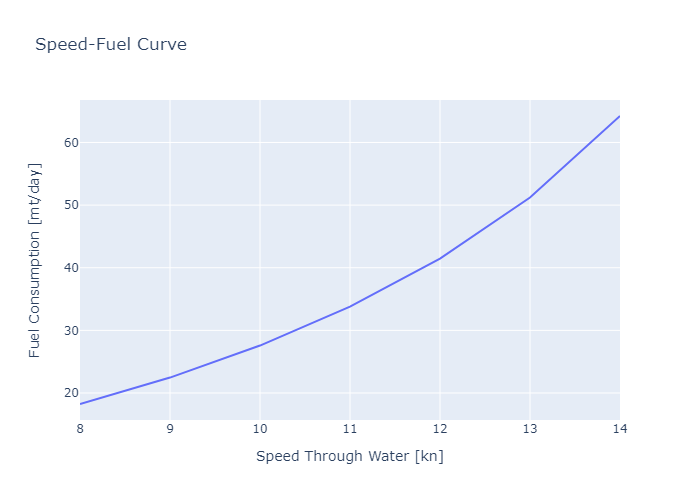 Speed-Fuel Curve
Fuel Consumption [mt/day]
60
50
40
30
20
8 9 10 11 12 13 14
Speed Through Water [kn]